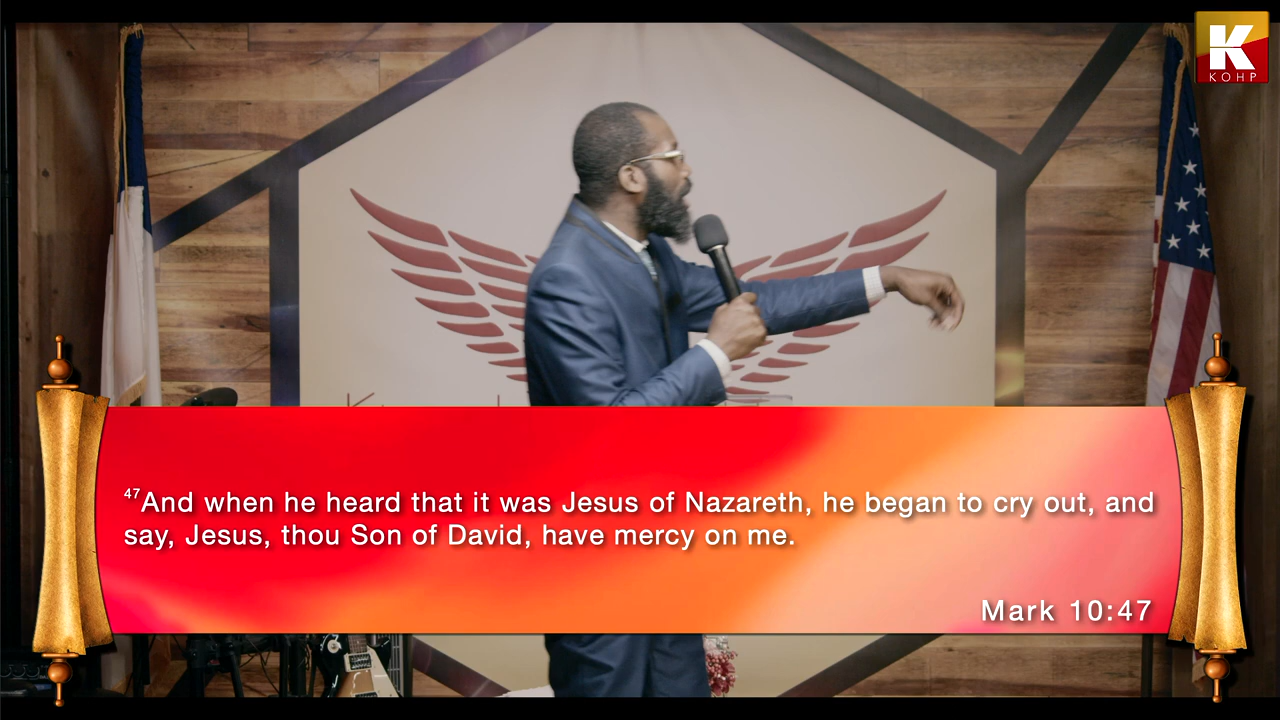 K
KOHP
⁴⁷And when he heard that it was Jesus of Nazareth, he began to cry out, and
say, Jesus, thou Son of David, have mercy on me.
Mark 10:47